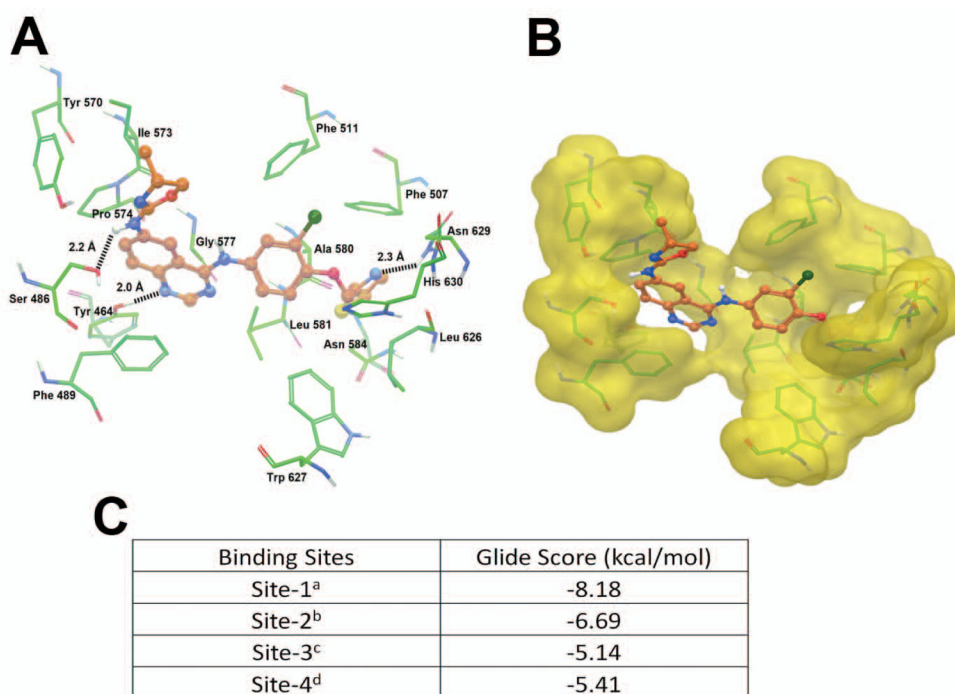 A
B
Tyr 570
Ile 573
Phe 511
Phe 507
Pro 574
Gly 577
Ala 580
Asn 629
2.2 Å
2.3 Å
His 630
Ser 486
Tyr 464
2.0 Å
Leu 581
Asn 584
Leu 626
Phe 489
Trp 627
C
Binding Sites Glide Score (kcal/mol)
Site-1ᵃ -8.18
Site-2ᵇ -6.69
Site-3ᶜ -5.14
Site-4ᵈ -5.41